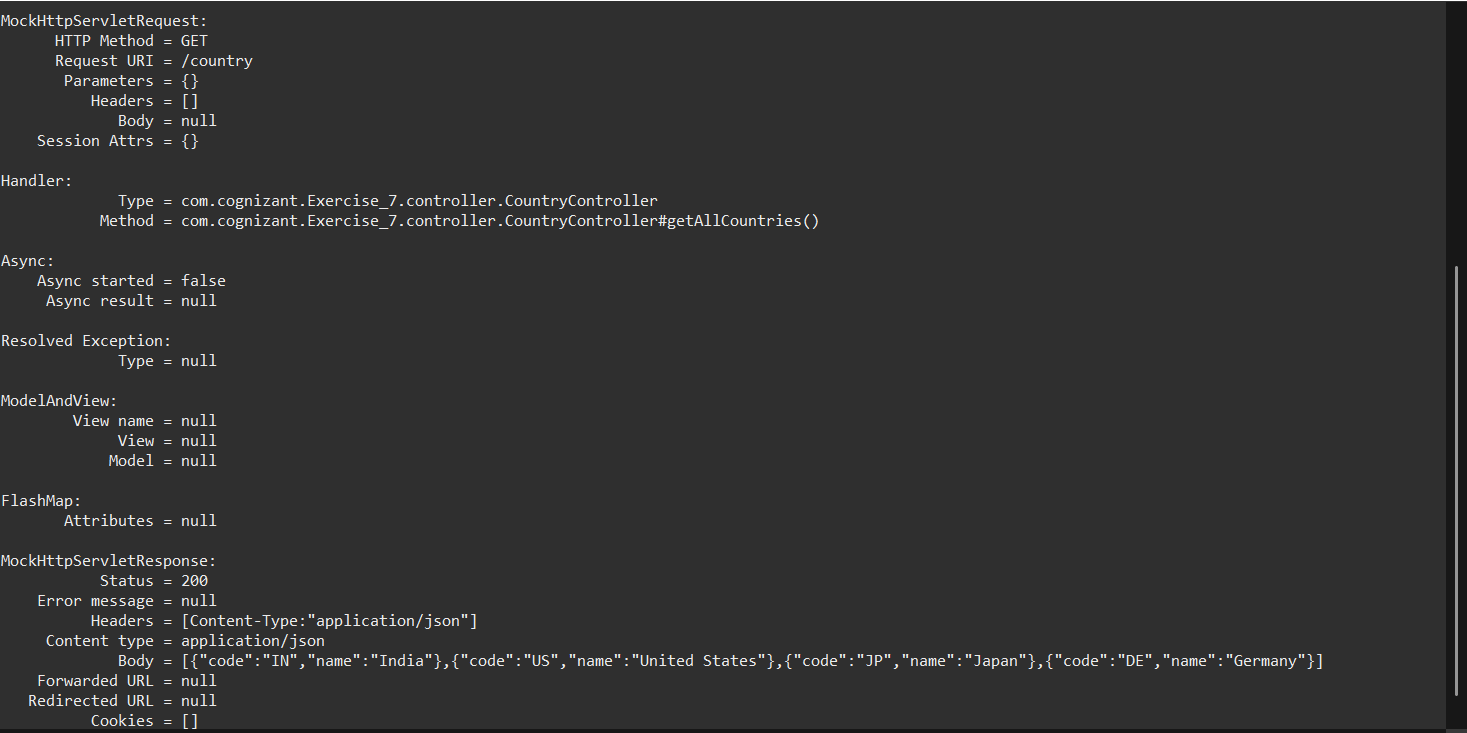 MockHttpServletRequest:
HTTP Method = GET
Request URI = /country
Parameters = {}
Headers = []
Body = null
Session Attrs = {}
Handler:
Type = com.cognizant.Exercise_7.controller.CountryController
Method = com.cognizant.Exercise_7.controller.CountryController#getAllCountries()
Async:
Async started = false
Async result = null
Resolved Exception:
Type = null
ModelAndView:
View name = null
View = null
Model = null
FlashMap:
Attributes = null
MockHttpServletResponse:
Status = 200
Error message = null
Headers = [Content-Type:"application/json"]
Content type = application/json
Body = [{"code":"IN","name":"India"},{"code":"US","name":"United States"},{"code":"JP","name":"Japan"},{"code":"DE","name":"Germany"}]
Forwarded URL = null
Redirected URL = null
Cookies = []